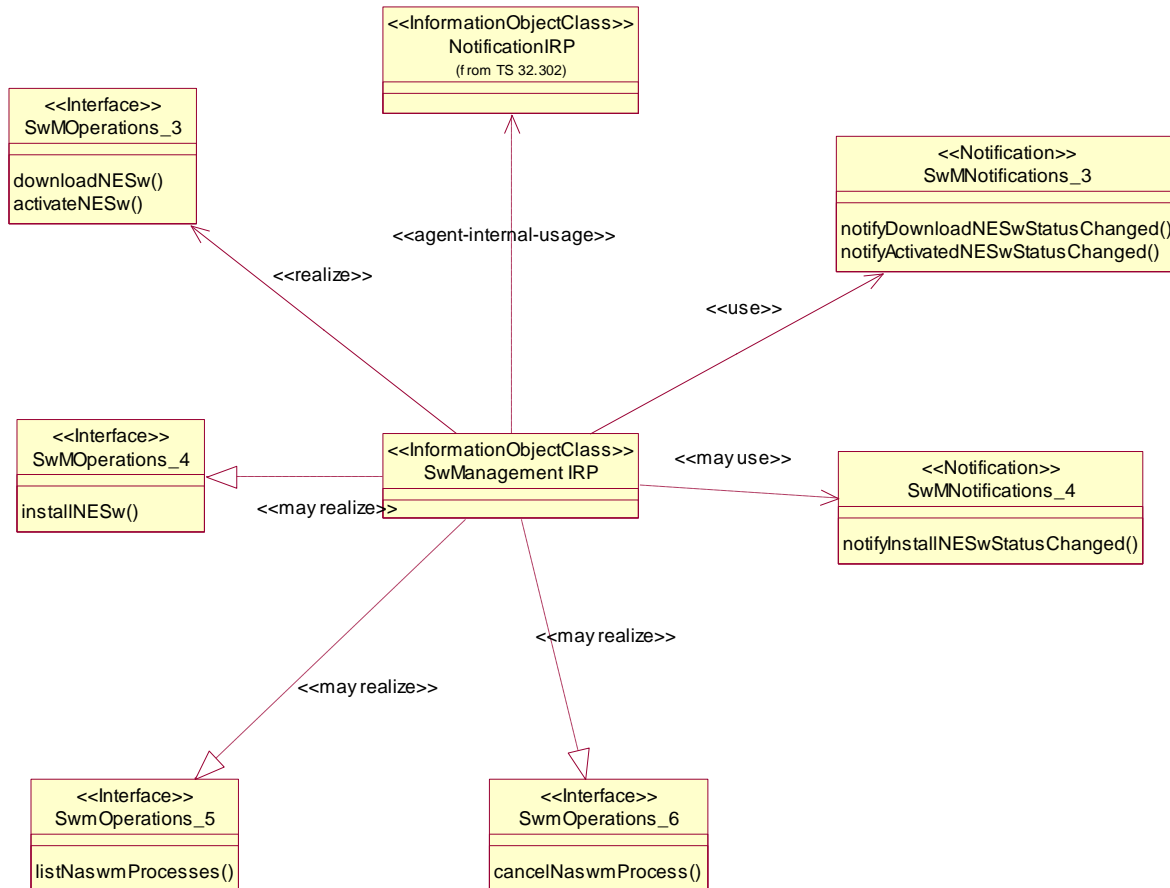 <<InformationObjectClass>>
NotificationIRP
(from TS 32.302)
<<Interface>>
SwMOperations_3
downloadNESw()
activateNESw()
<<Notification>>
SwMNotifications_3
notifyDownloadNESwStatusChanged()
notifyActivatedNESwStatusChanged()
<<agent-internal-usage>>
<<realize>>
<<use>>
<<Interface>>
SwMOperations_4
installNESw()
<<may realize>>
<<InformationObjectClass>>
SwManagement IRP
<<may use>>
<<Notification>>
SwMNotifications_4
notifyInstallNESwStatusChanged()
<<may realize>>
<<may realize>>
<<Interface>>
SwmOperations_5
listNaswmProcesses()
<<Interface>>
SwmOperations_6
cancelNaswmProcess()